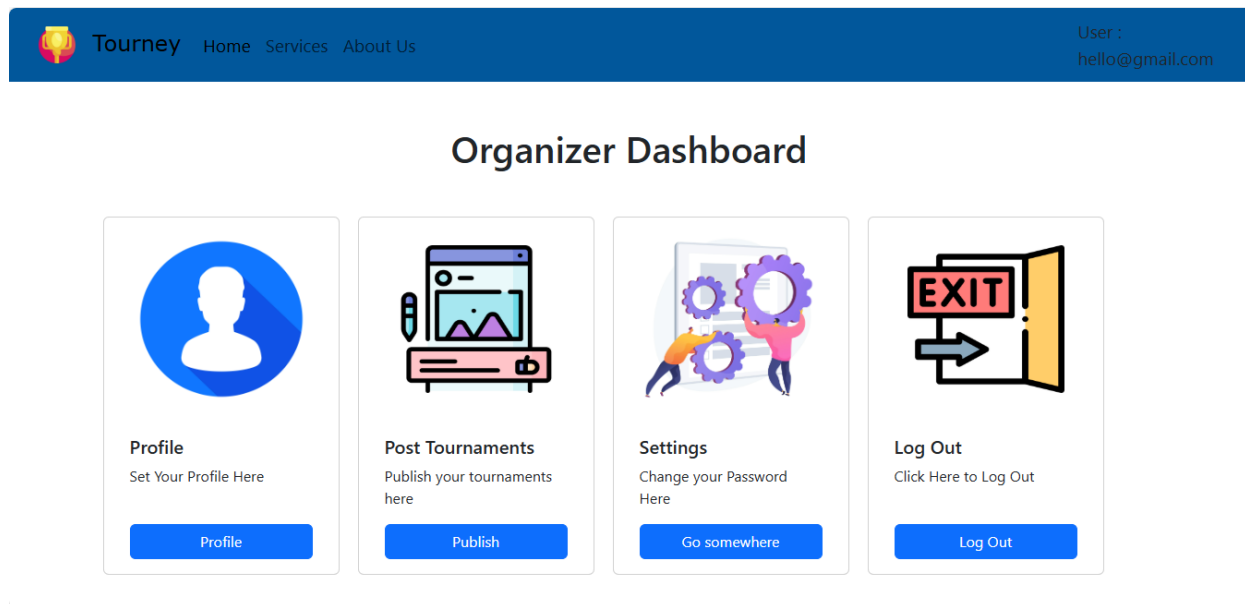 Tourney Home Services About Us
User :
hello@gmail.com
Organizer Dashboard
EXIT
Profile
Set Your Profile Here
Profile
Post Tournaments
Publish your tournaments
here
Publish
Settings
Change your Password
Here
Go somewhere
Log Out
Click Here to Log Out
Log Out